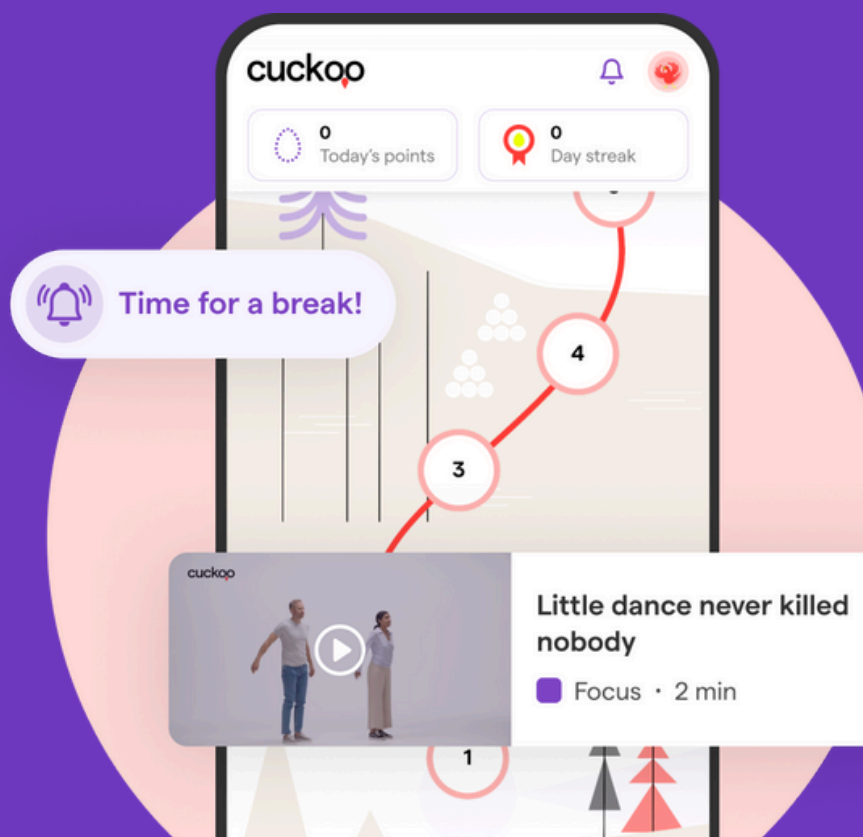 cuckoo
0
Today's points
0
Day streak
Time for a break!
4
3
cuckoo
Little dance never killed
nobody
Focus · 2 min
1